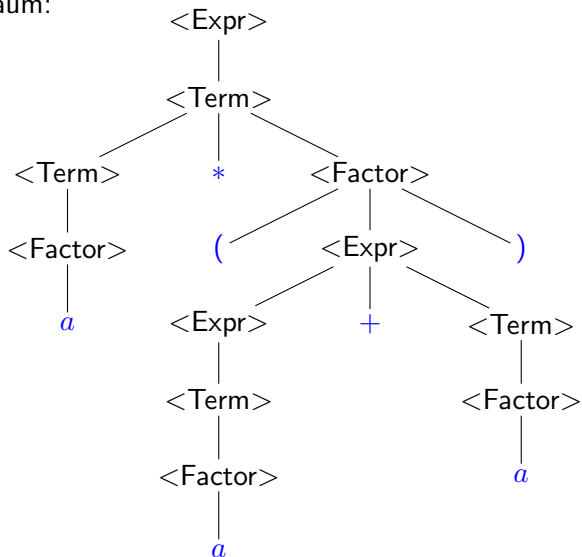 aum:
<Expr>
<Term>
<Term> * <Factor>
<Factor> ( <Expr> )
a <Expr> + <Term>
<Term> <Factor>
<Factor> a
a